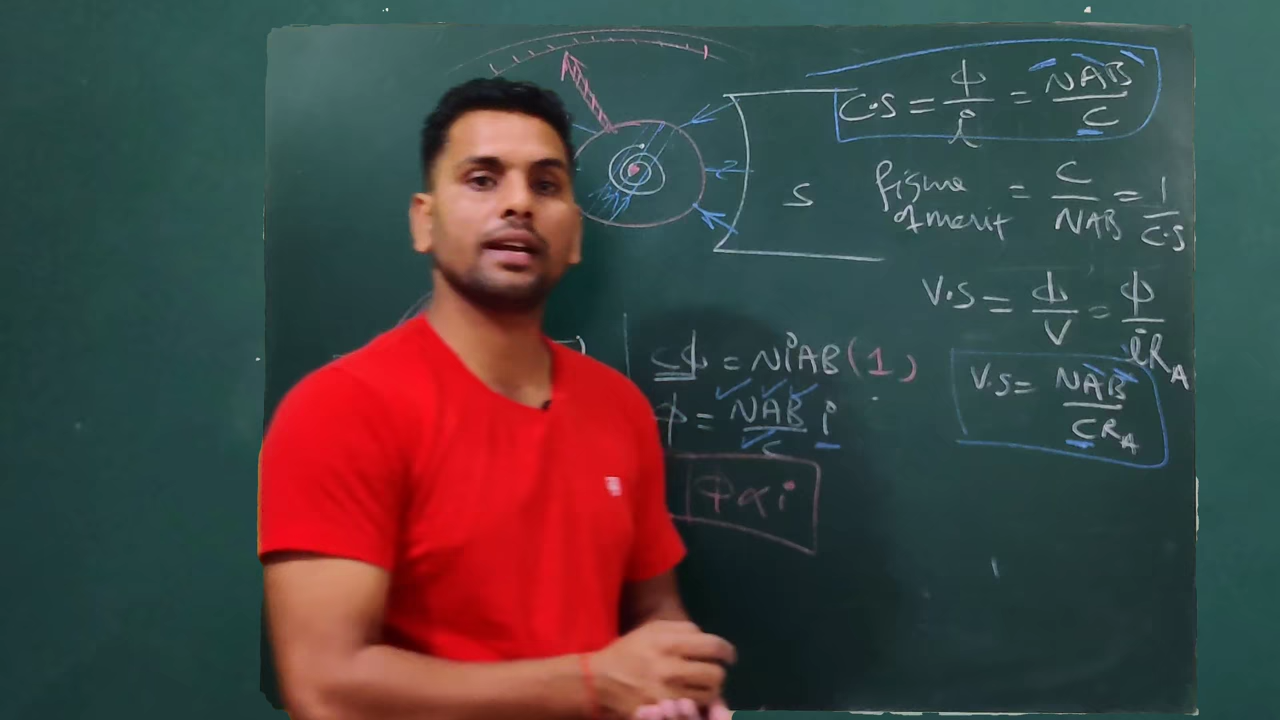 C.S = ϕ/i = NAB/C
S
figure of merit = C/NAB = 1/C.S
V.S = ϕ/V = ϕ/iR_A
cϕ = NiAB(1)
V.S = NAB/CR_A
ϕ = NAB/C i
ϕ ∝ i